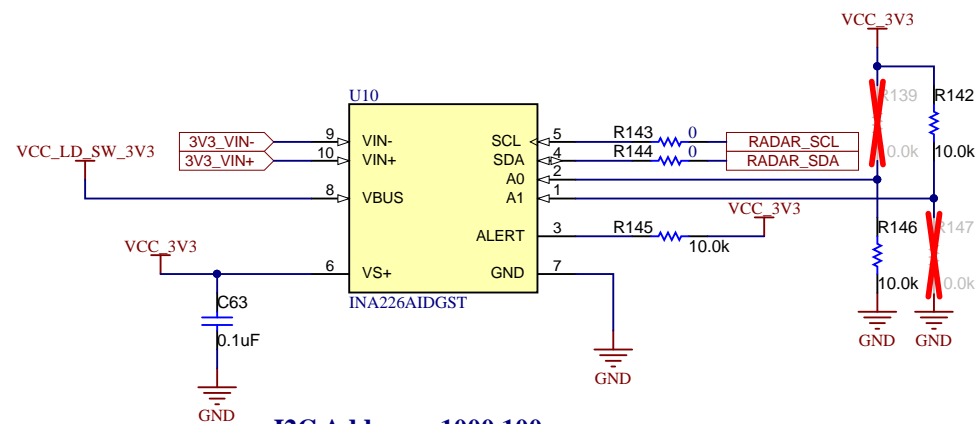 VCC_3V3
R139
R142
10.0k
10.0k
U10
VCC_LD_SW_3V3
3V3_VIN-
9
VIN-
SCL
5
R143
0
RADAR_SCL
3V3_VIN+
10
VIN+
SDA
4
R144
0
RADAR_SDA
A0
2
8
VBUS
A1
1
VCC_3V3
ALERT
3
R145
10.0k
R146
R147
VCC_3V3
6
VS+
GND
7
10.0k
10.0k
INA226AIDGST
C63
0.1uF
GND
GND
GND
GND